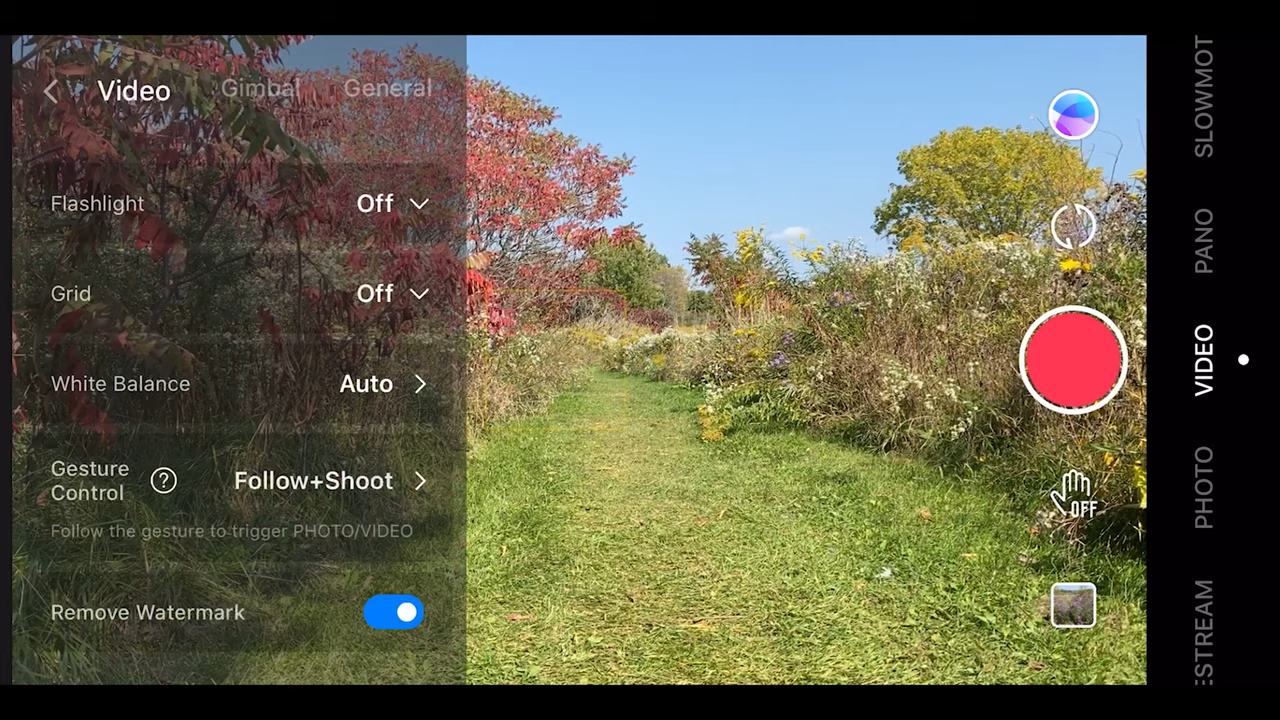 Video Gimbal General
Flashlight Off
Grid Off
White Balance Auto
Gesture
Control
? Follow+Shoot
Follow the gesture to trigger PHOTO/VIDEO
Remove Watermark
SLOWMOT
PANO
VIDEO
PHOTO
ESTREAM
OFF